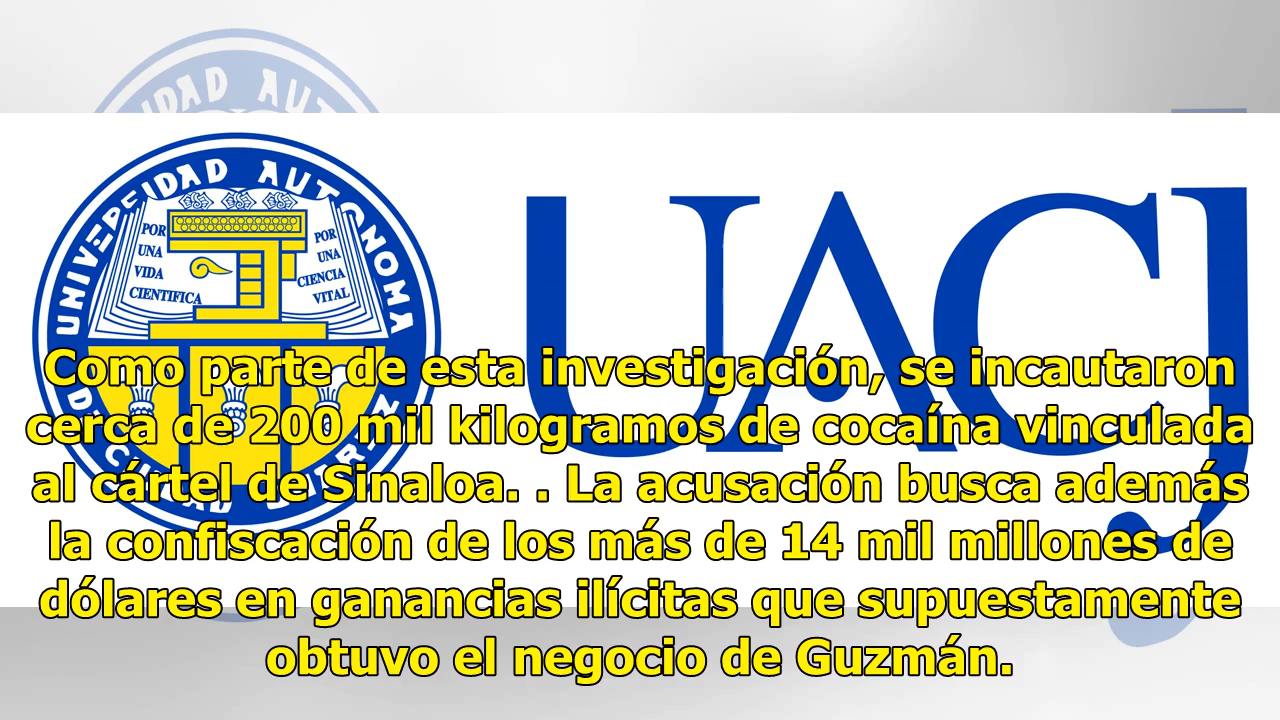 IDAD AUT
UNIVERSIDAD AUTONOMA
POR
UNA
VIDA
CIENTIFICA
POR
UNA
CIENCIA
VITAL
UACJ
Como parte de esta investigación, se incautaron
cerca de 200 mil kilogramos de cocaína vinculada
al cártel de Sinaloa. . La acusación busca además
la confiscación de los más de 14 mil millones de
dólares en ganancias ilícitas que supuestamente
obtuvo el negocio de Guzmán.